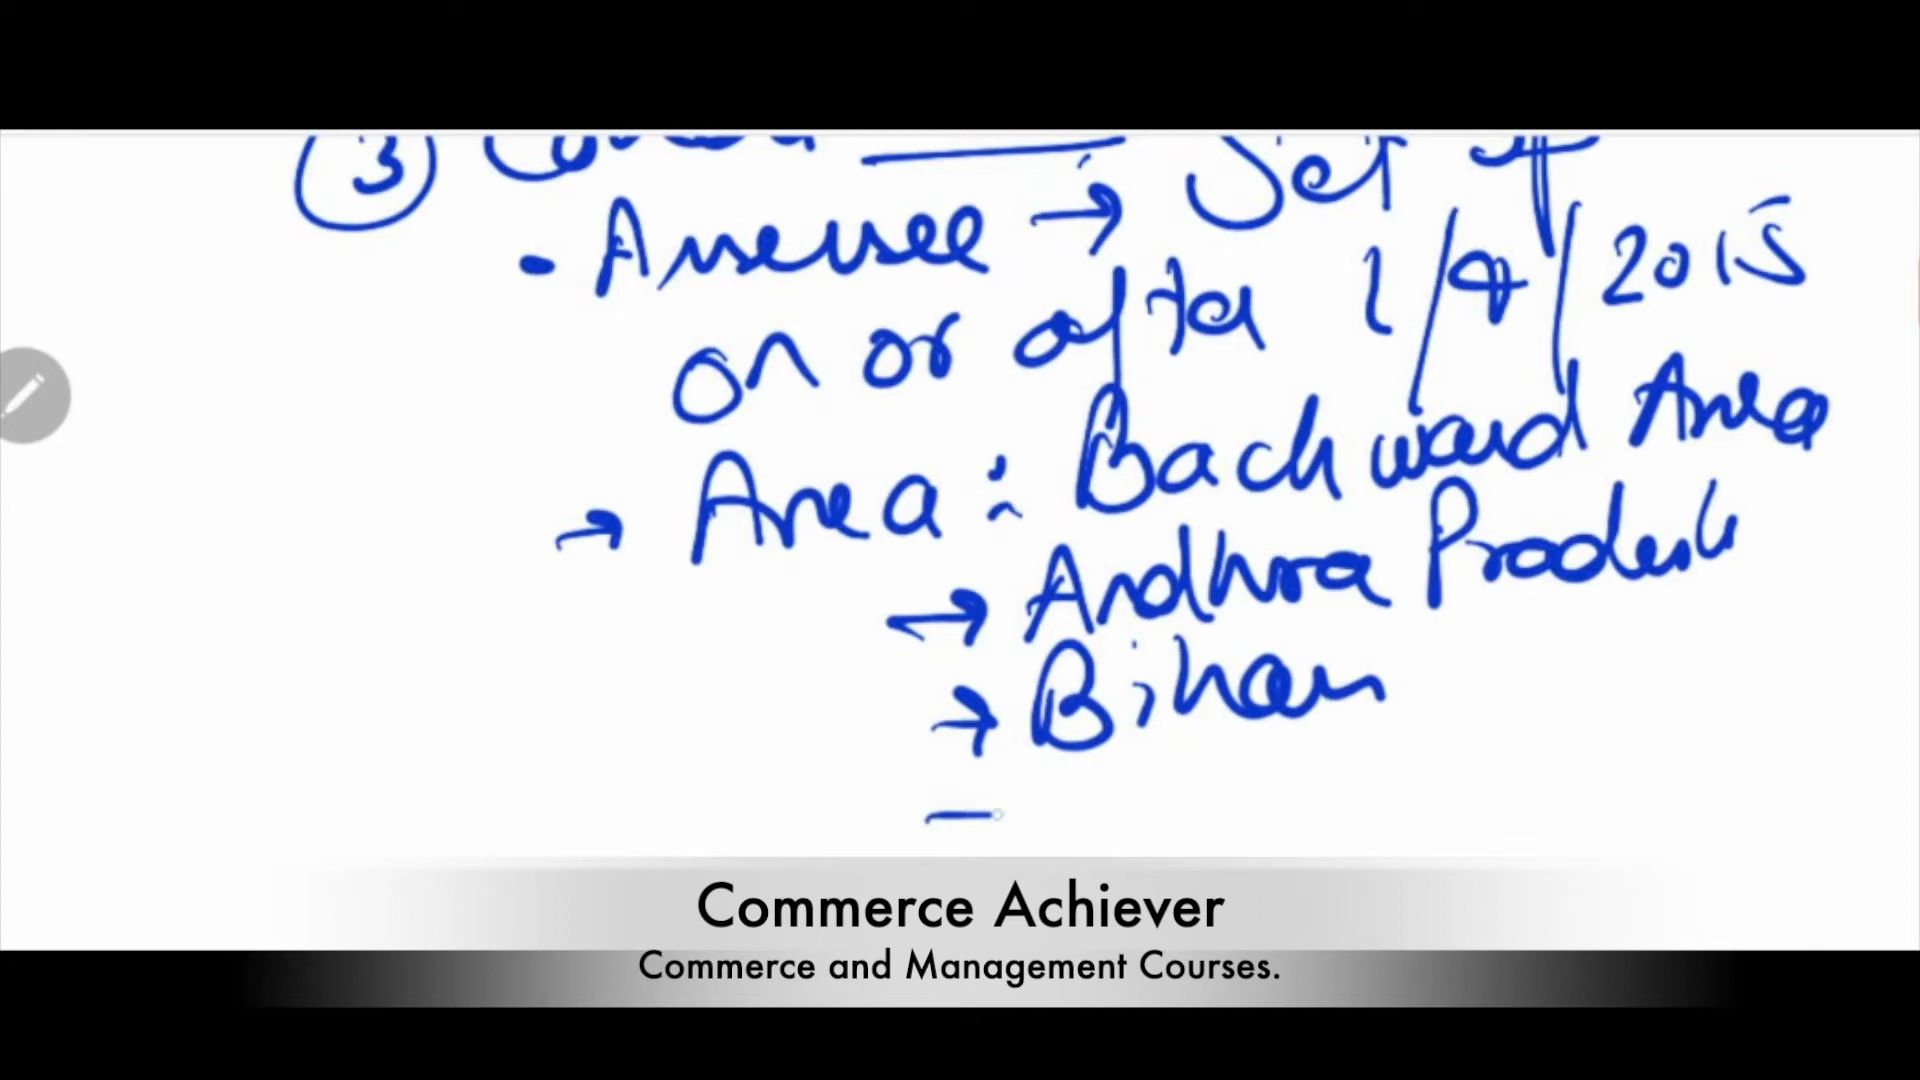 ③ Set up
• Assessee →
on or after 1/4/2015
→ Area : Backward Area
→ Andhra Pradesh
→ Bihar
Commerce Achiever
Commerce and Management Courses.